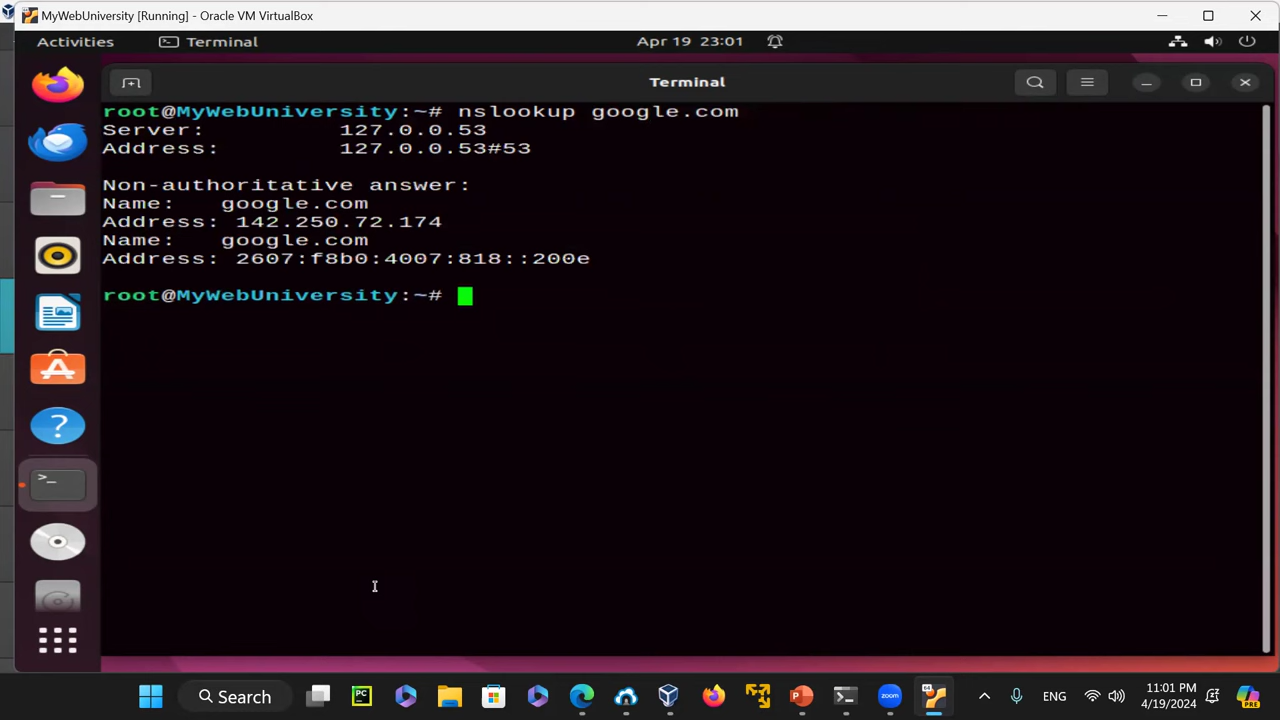 MyWebUniversity [Running] - Oracle VM VirtualBox
Activities Terminal Apr 19 23:01
Terminal
root@MyWebUniversity:~# nslookup google.com
Server: 127.0.0.53
Address: 127.0.0.53#53
Non-authoritative answer:
Name: google.com
Address: 142.250.72.174
Name: google.com
Address: 2607:f8b0:4007:818::200e
root@MyWebUniversity:~#
Search PC zoom ENG 11:01 PM
4/19/2024 PRE